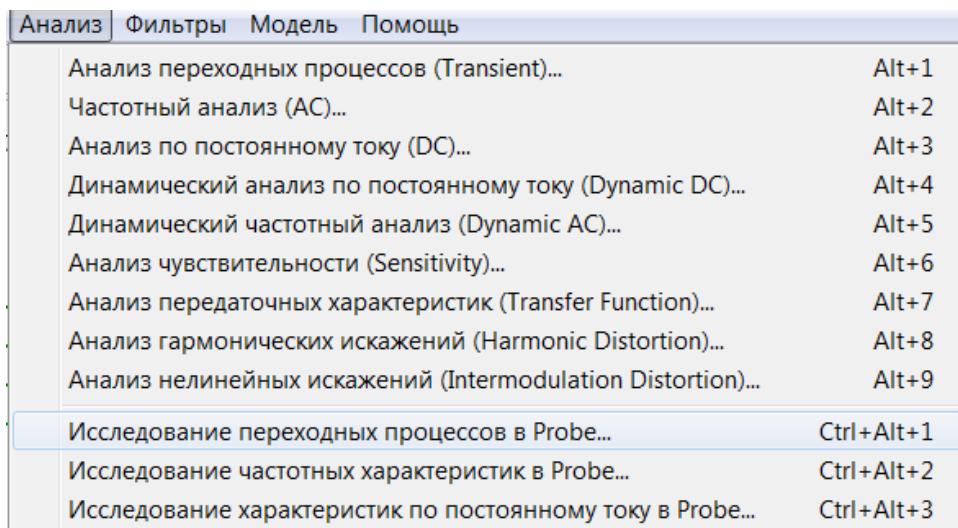 Анализ Фильтры Модель Помощь
Анализ переходных процессов (Transient)... Alt+1
Частотный анализ (AC)... Alt+2
Анализ по постоянному току (DC)... Alt+3
Динамический анализ по постоянному току (Dynamic DC)... Alt+4
Динамический частотный анализ (Dynamic AC)... Alt+5
Анализ чувствительности (Sensitivity)... Alt+6
Анализ передаточных характеристик (Transfer Function)... Alt+7
Анализ гармонических искажений (Harmonic Distortion)... Alt+8
Анализ нелинейных искажений (Intermodulation Distortion)... Alt+9
Исследование переходных процессов в Probe... Ctrl+Alt+1
Исследование частотных характеристик в Probe... Ctrl+Alt+2
Исследование характеристик по постоянному току в Probe... Ctrl+Alt+3